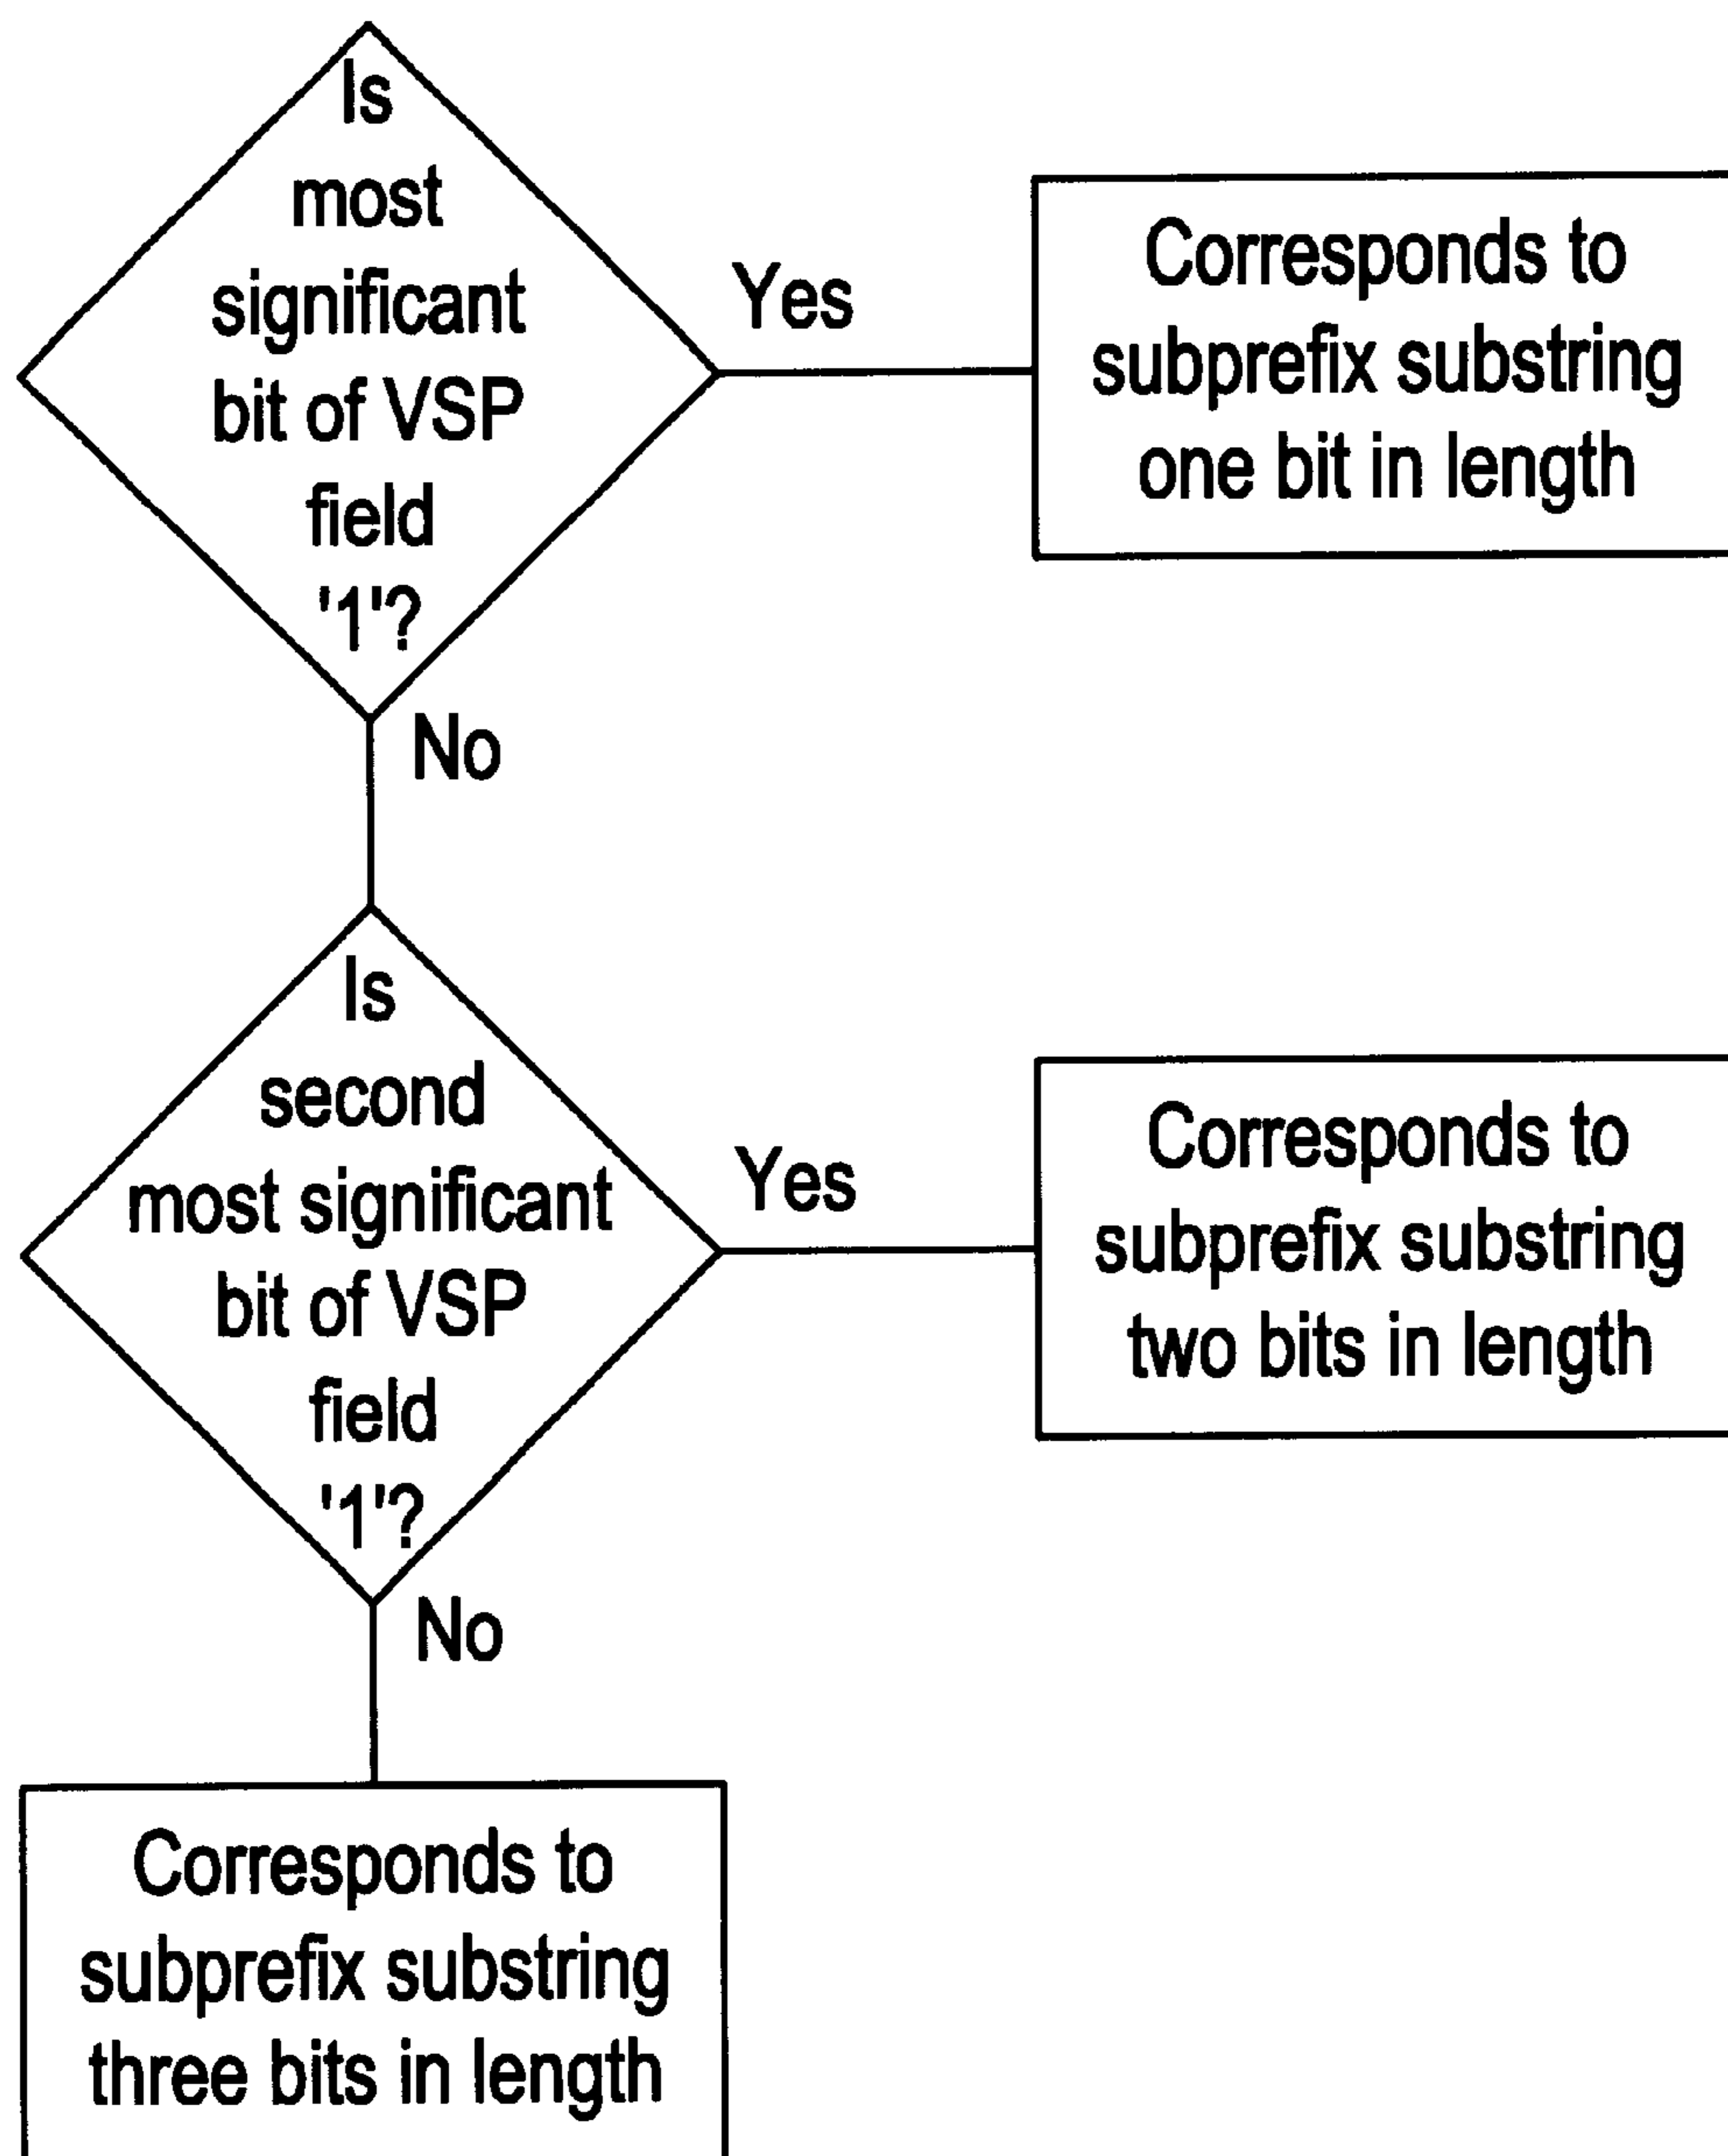 Is
most
significant
bit of VSP
field
'1'?
Yes
Corresponds to
subprefix substring
one bit in length
No
Is
second
most significant
bit of VSP
field
'1'?
Yes
Corresponds to
subprefix substring
two bits in length
No
Corresponds to
subprefix substring
three bits in length